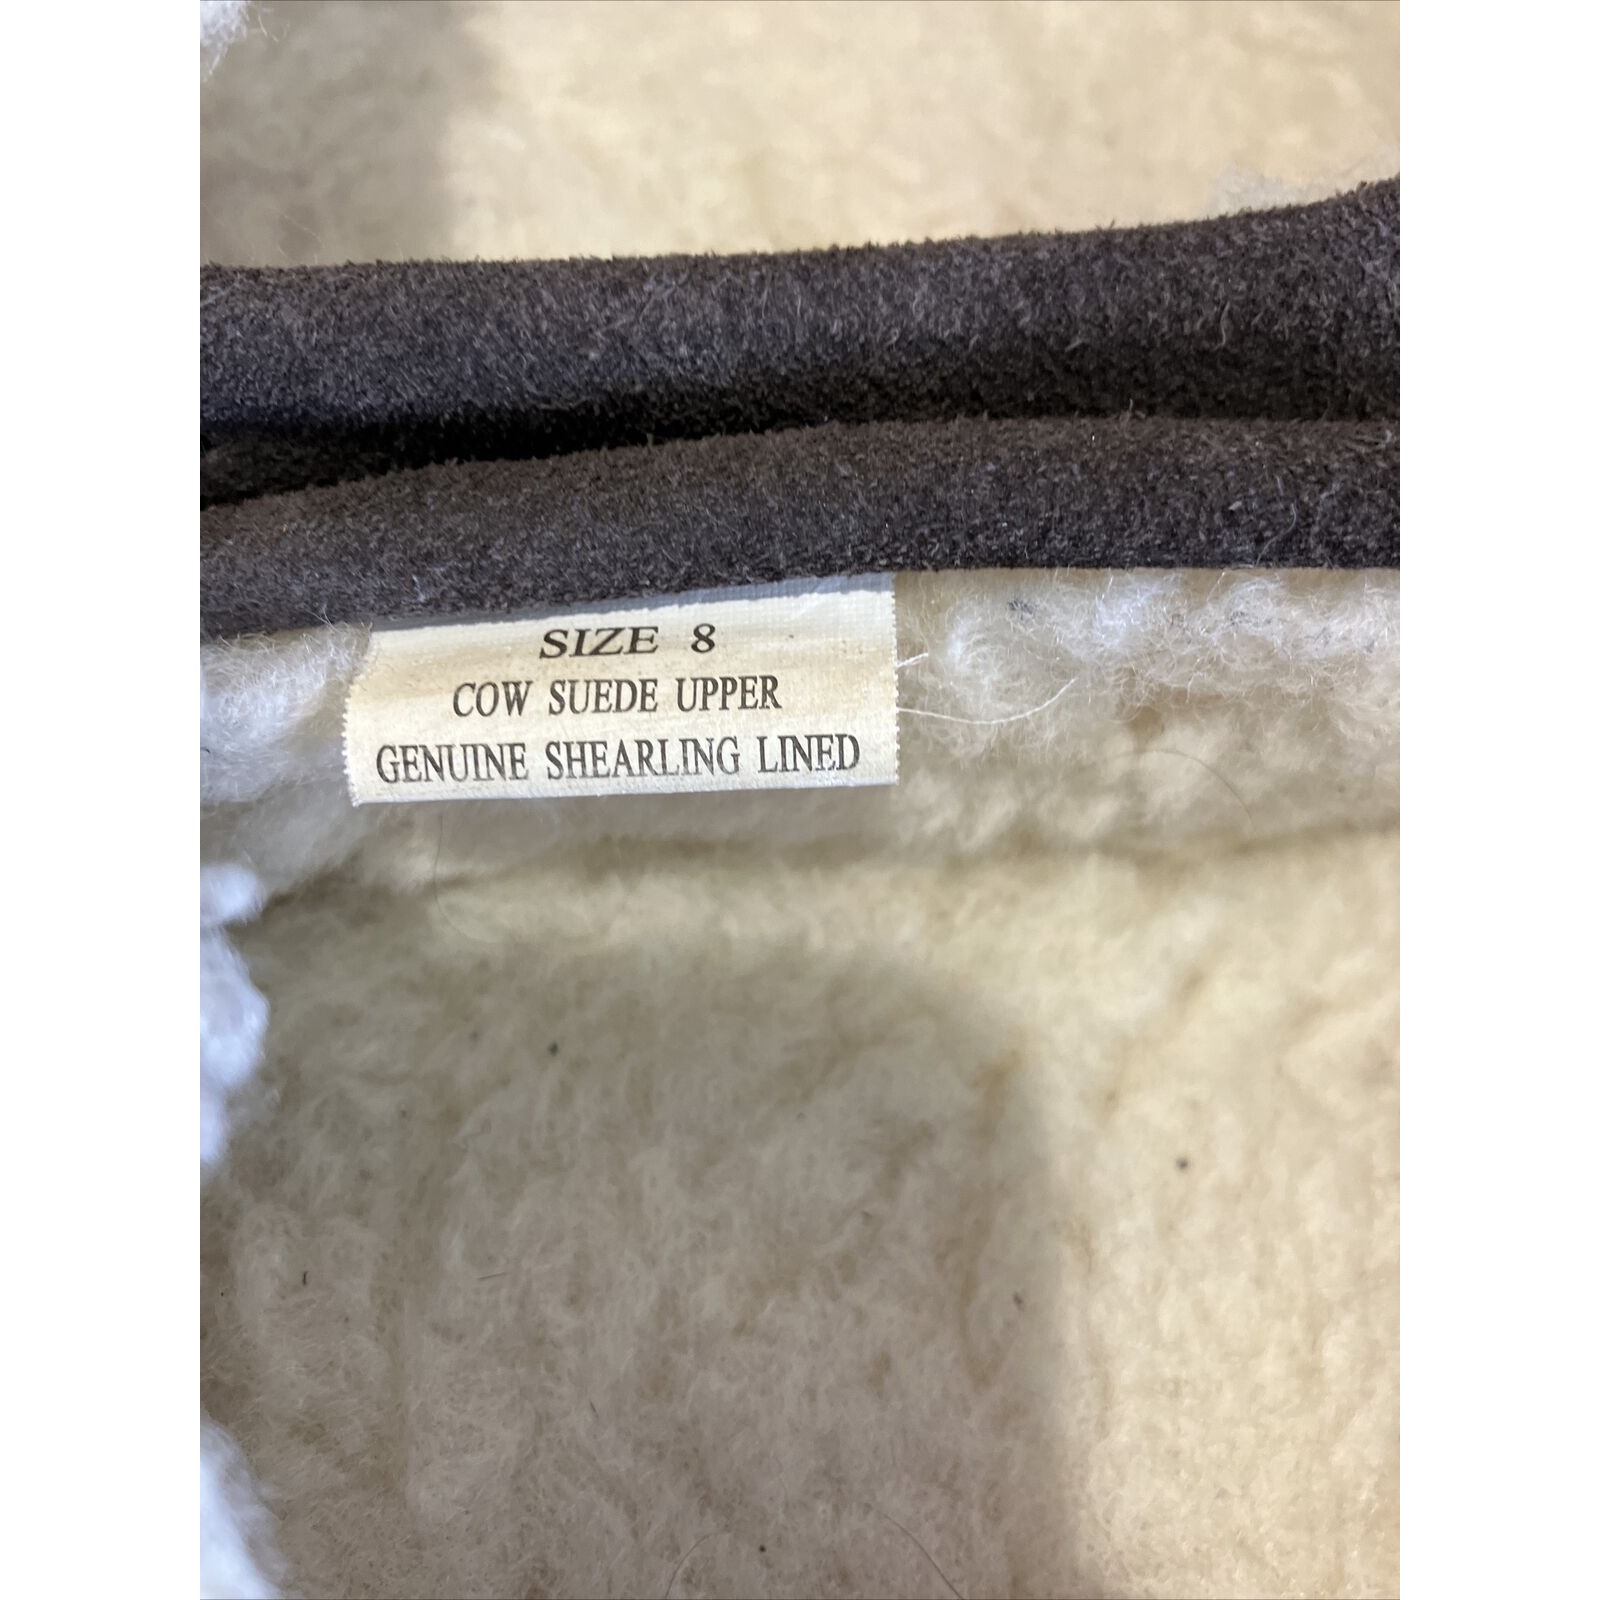 SIZE 8
COW SUEDE UPPER
GENUINE SHEARLING LINED